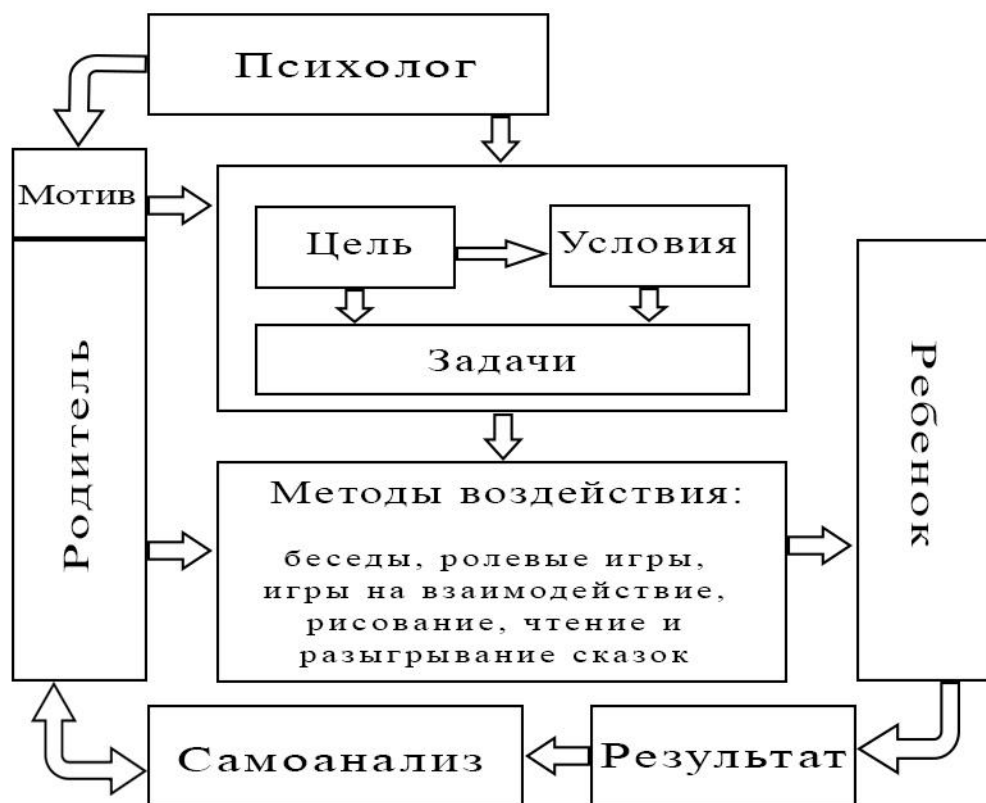 Психолог
Мотив
Цель
Условия
Задачи
Родитель
Ребенок
Методы воздействия:
беседы, ролевые игры,
игры на взаимодействие,
рисование, чтение и
разыгрывание сказок
Самоанализ
Результат